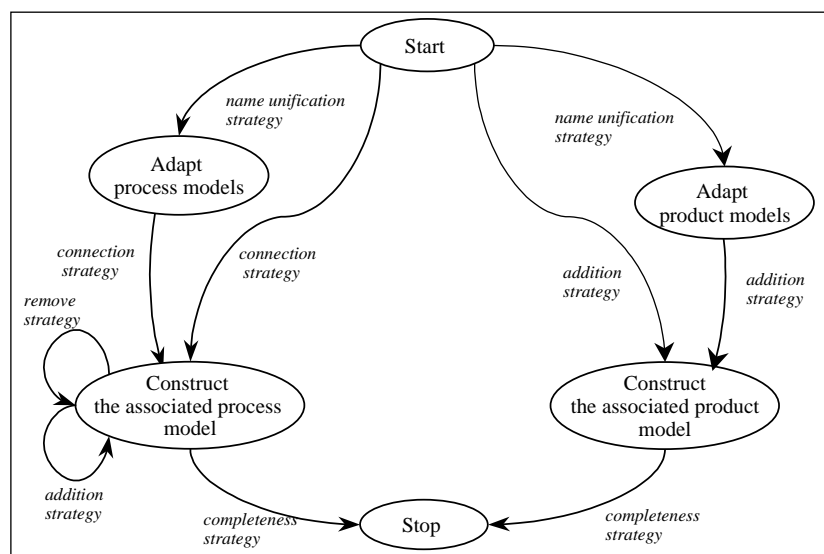 Start
name unification
strategy
name unification
strategy
Adapt
process models
Adapt
product models
connection
strategy
connection
strategy
addition
strategy
addition
strategy
remove
strategy
Construct
the associated process
model
Construct
the associated product
model
addition
strategy
completeness
strategy
Stop
completeness
strategy